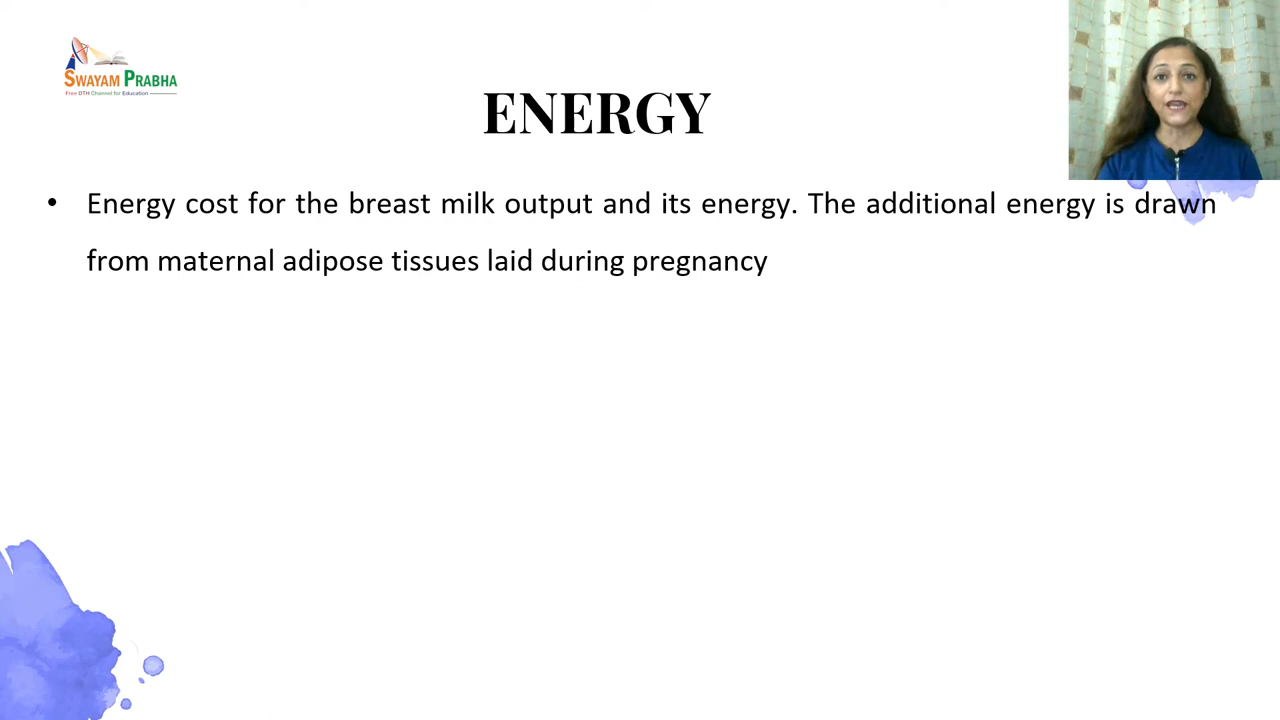 SWAYAM PRABHA
Free DTH Channel for Education
ENERGY
• Energy cost for the breast milk output and its energy. The additional energy is drawn
from maternal adipose tissues laid during pregnancy